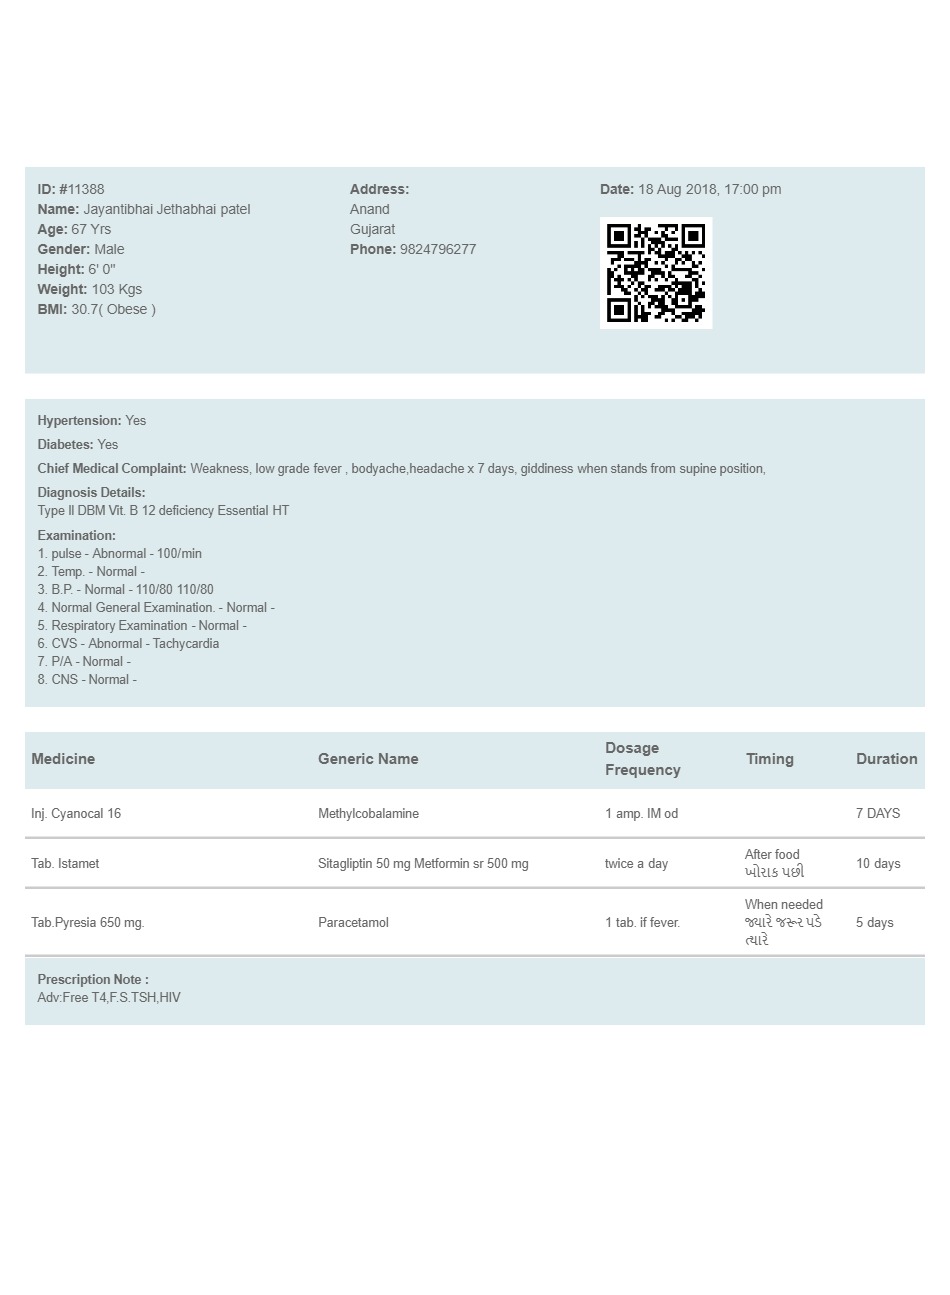 ID: #11388
Name: Jayantibhai Jethabhai patel
Age: 67 Yrs
Gender: Male
Height: 6' 0"
Weight: 103 Kgs
BMI: 30.7( Obese )
Address:
Anand
Gujarat
Phone: 9824796277
Date: 18 Aug 2018, 17:00 pm
Hypertension: Yes
Diabetes: Yes
Chief Medical Complaint: Weakness, low grade fever , bodyache,headache x 7 days, giddiness when stands from supine position,
Diagnosis Details:
Type II DBM Vit. B 12 deficiency Essential HT
Examination:
1. pulse - Abnormal - 100/min
2. Temp. - Normal -
3. B.P. - Normal - 110/80 110/80
4. Normal General Examination. - Normal -
5. Respiratory Examination - Normal -
6. CVS - Abnormal - Tachycardia
7. P/A - Normal -
8. CNS - Normal -
Medicine Generic Name Dosage Frequency Timing Duration
Inj. Cyanocal 16 Methylcobalamine 1 amp. IM od 7 DAYS
Tab. Istamet Sitagliptin 50 mg Metformin sr 500 mg twice a day After food 10 days
ખોરાક પછી
Tab.Pyresia 650 mg. Paracetamol 1 tab. if fever. When needed 5 days
જ્યારે જરૂર પડે
ત્યારે
Prescription Note :
Adv:Free T4,F.S.TSH,HIV